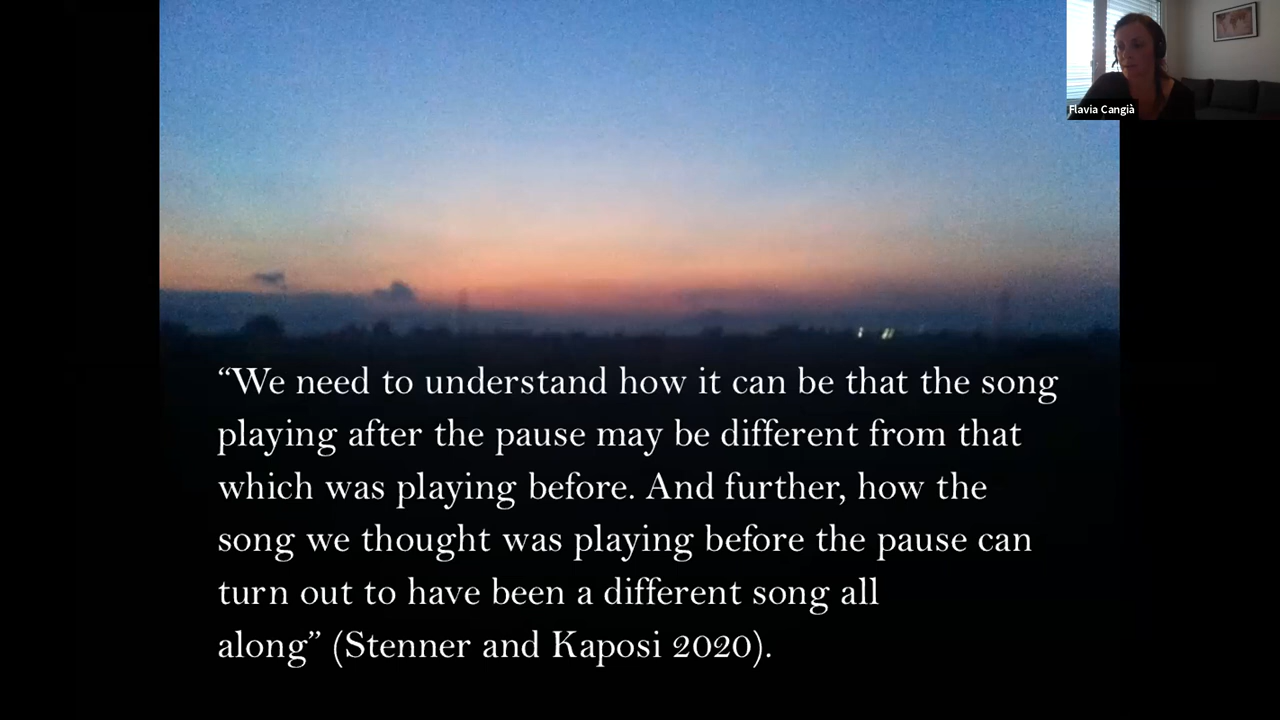 Flavia Cangià
“We need to understand how it can be that the song
playing after the pause may be different from that
which was playing before. And further, how the
song we thought was playing before the pause can
turn out to have been a different song all
along” (Stenner and Kaposi 2020).